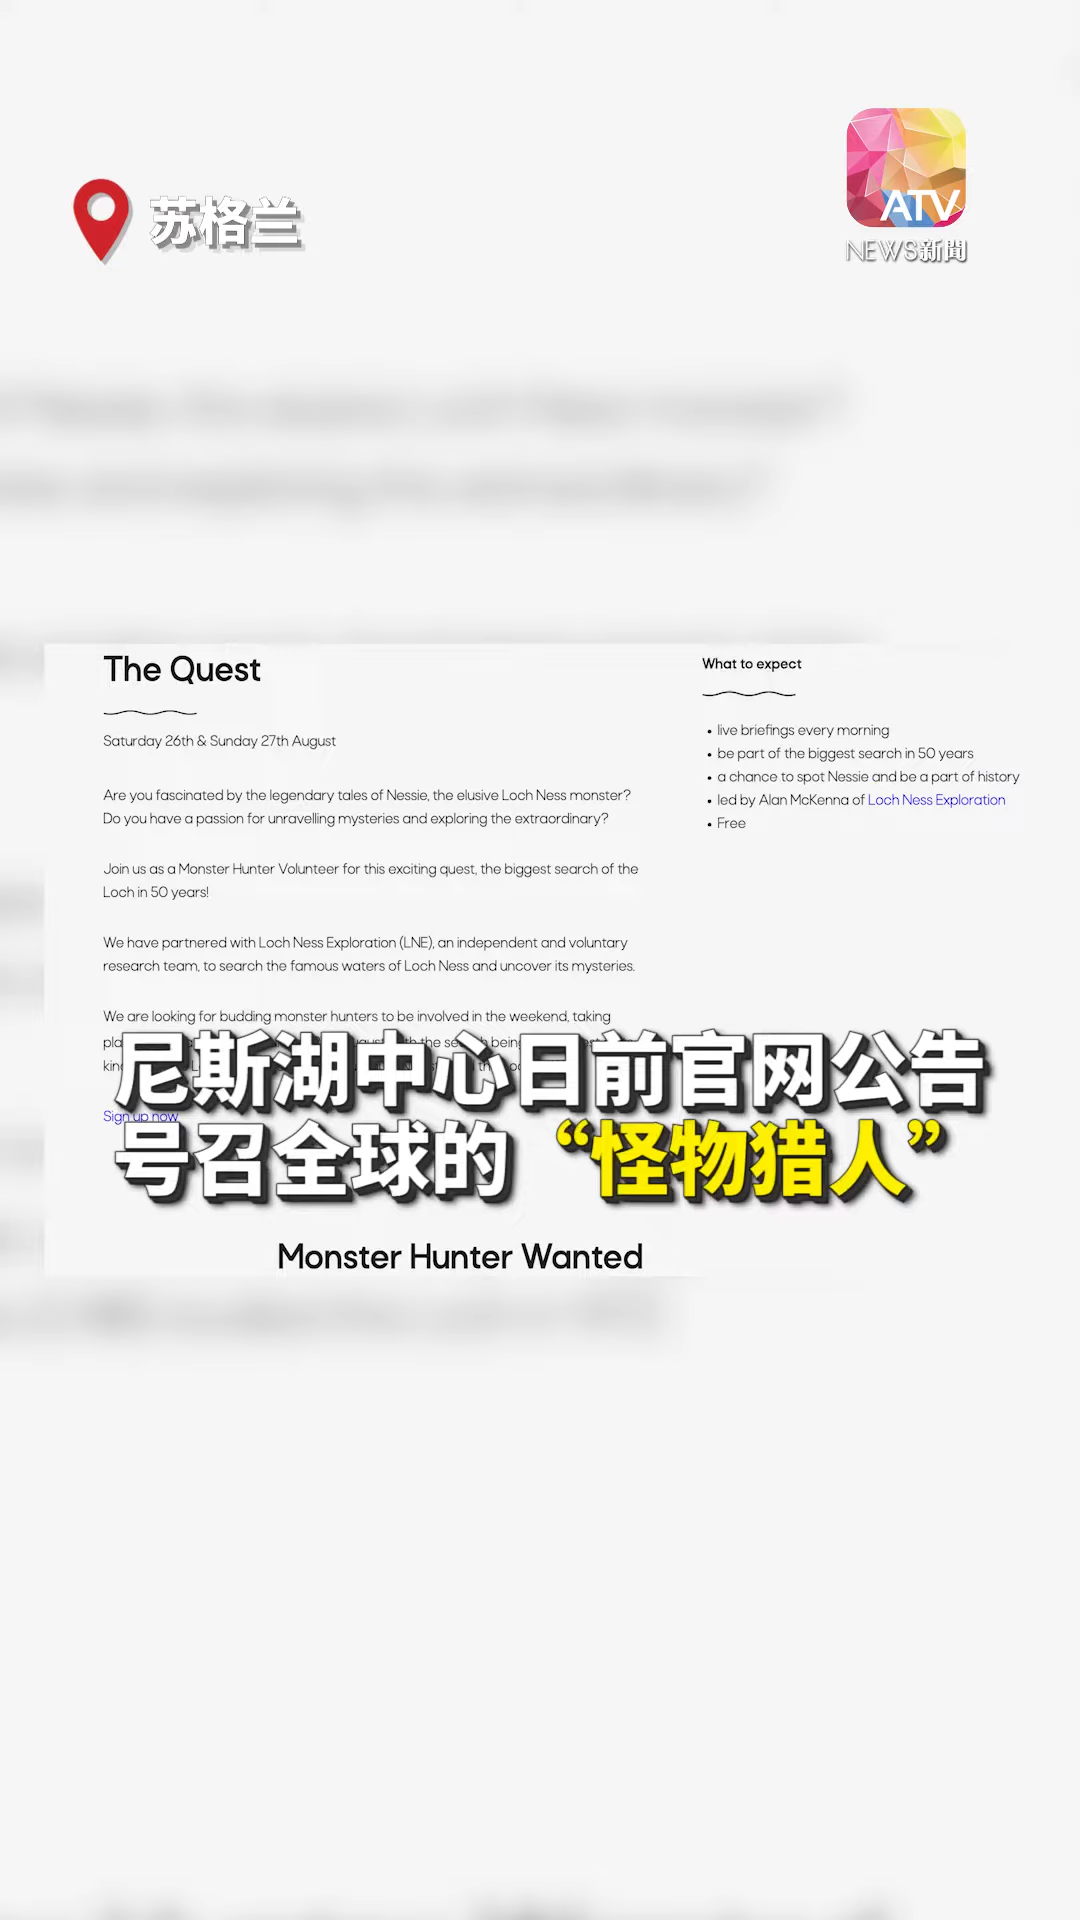 苏格兰
ATV
NEWS新聞
The Quest
Saturday 26th & Sunday 27th August
Are you fascinated by the legendary tales of Nessie, the elusive Loch Ness monster?
Do you have a passion for unravelling mysteries and exploring the extraordinary?
Join us as a Monster Hunter Volunteer for this exciting quest, the biggest search of the
Loch in 50 years!
We have partnered with Loch Ness Exploration (LNE), an independent and voluntary
research team, to search the famous waters of Loch Ness and uncover its mysteries.
We are looking for budding monster hunters to be involved in the weekend, taking
the
Sign up now
What to expect
• live briefings every morning
• be part of the biggest search in 50 years
• a chance to spot Nessie and be a part of history
• led by Alan McKenna of Loch Ness Exploration
• Free
尼斯湖中心日前官网公告
号召全球的“怪物猎人”
Monster Hunter Wanted